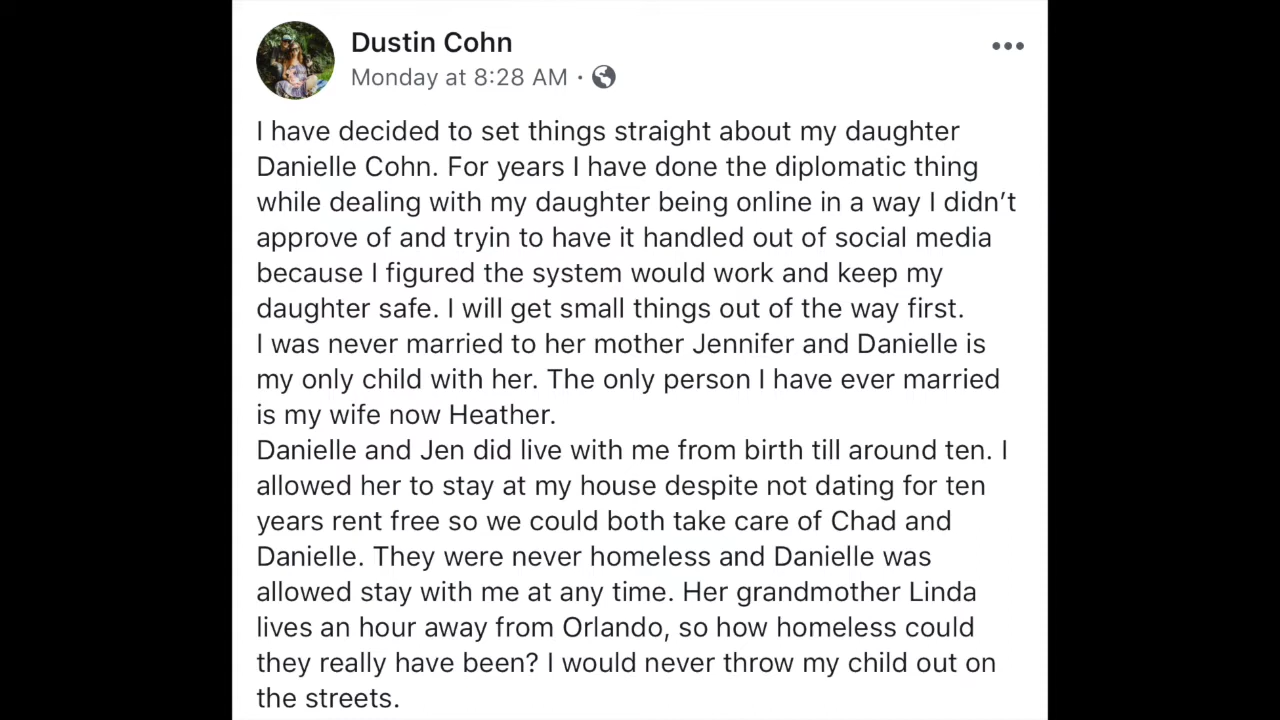 Dustin Cohn
Monday at 8:28 AM ·
I have decided to set things straight about my daughter
Danielle Cohn. For years I have done the diplomatic thing
while dealing with my daughter being online in a way I didn’t
approve of and tryin to have it handled out of social media
because I figured the system would work and keep my
daughter safe. I will get small things out of the way first.
I was never married to her mother Jennifer and Danielle is
my only child with her. The only person I have ever married
is my wife now Heather.
Danielle and Jen did live with me from birth till around ten. I
allowed her to stay at my house despite not dating for ten
years rent free so we could both take care of Chad and
Danielle. They were never homeless and Danielle was
allowed stay with me at any time. Her grandmother Linda
lives an hour away from Orlando, so how homeless could
they really have been? I would never throw my child out on
the streets.